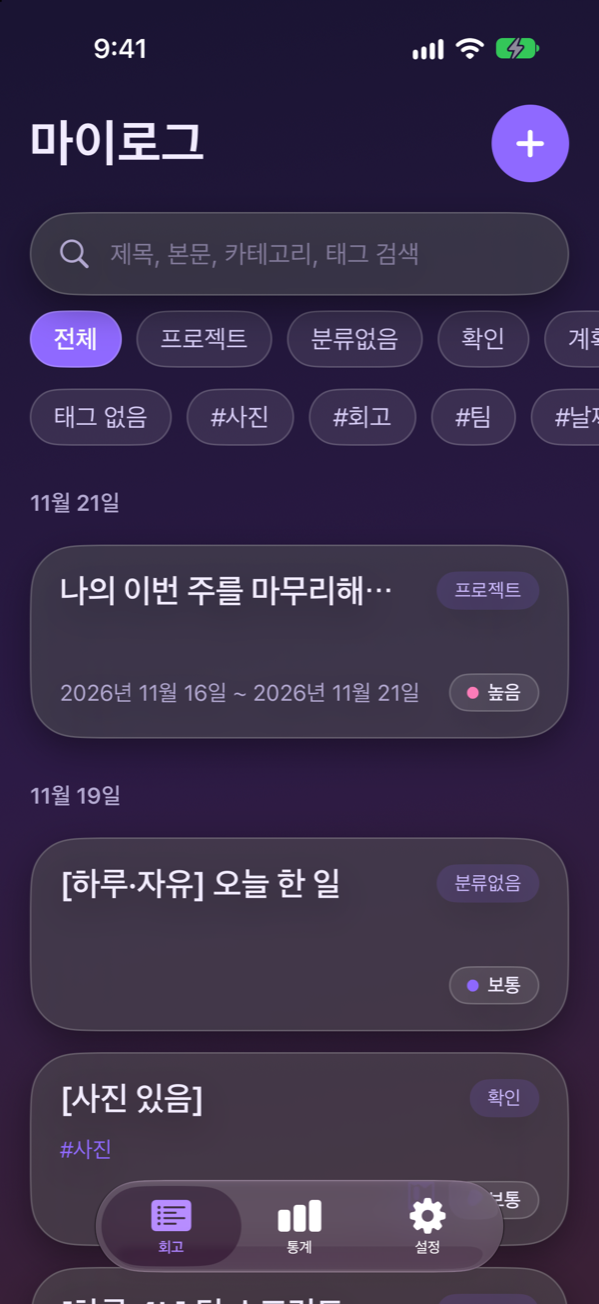 9:41
마이로그
제목, 본문, 카테고리, 태그 검색
전체 프로젝트 분류없음 확인
태그 없음 #사진 #회고 #팀
11월 21일
나의 이번 주를 마무리해… 프로젝트
2026년 11월 16일 ~ 2026년 11월 21일 높음
11월 19일
[하루·자유] 오늘 한 일 분류없음
보통
[사진 있음] 확인
#사진
보통
회고 통계 설정